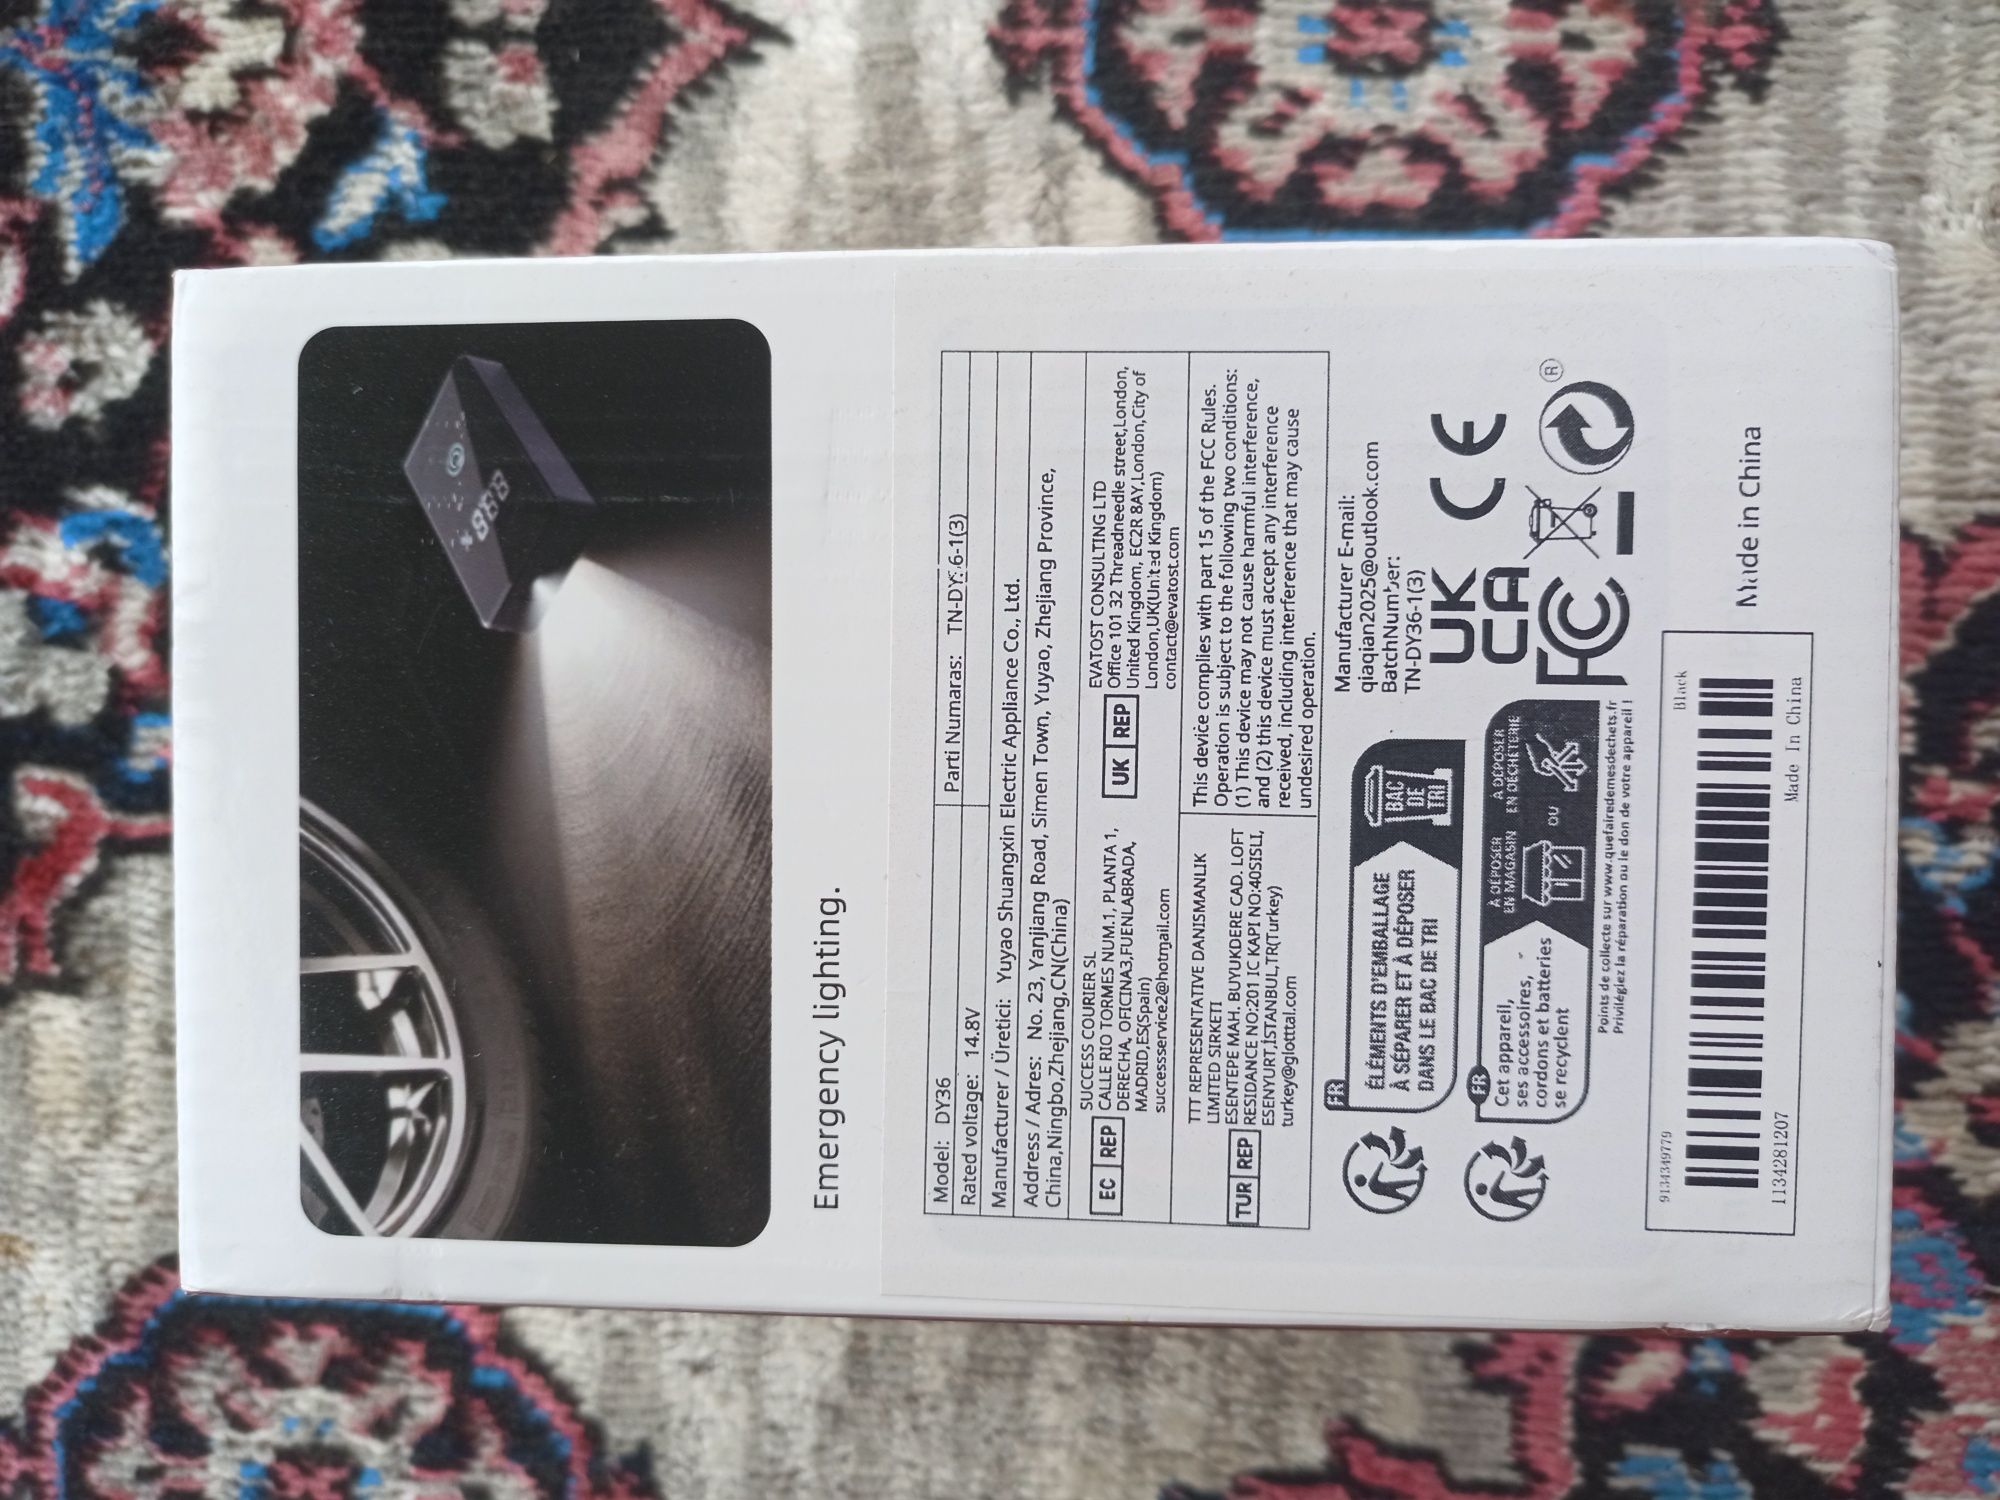 888
Emergency lighting.
Model: DY36
Parti Numaras: TN-DY36-1(3)
Rated voltage: 14.8V
Manufacturer / Üretici: Yuyao Shuangxin Electric Appliance Co., Ltd.
Address / Adres: No. 23, Yanjiang Road, Simen Town, Yuyao, Zhejiang Province,
China,Ningbo,Zhejiang,CN(China)
EC REP
SUCCESS COURIER SL
CALLE RIO TORMES NUM.1, PLANTA 1,
DERECHA, OFICINA3,FUENLABRADA,
MADRID,ES(Spain)
successservice2@hotmail.com
UK REP
EVATOST CONSULTING LTD
Office 101 32 Threadneedle street,London,
United Kingdom, EC2R 8AY,London,City of
London,UK(United Kingdom)
contact@evatost.com
TUR REP
TTT REPRESENTATIVE DANISMANLIK
LIMITED SIRKETI
ESENTEPE MAH. BUYUKDERE CAD. LOFT
RESIDANCE NO:201 IC KAPI NO:40SISLI,
ESENYURT,İSTANBUL,TR(Turkey)
turkey@glotttal.com
This device complies with part 15 of the FCC Rules.
Operation is subject to the following two conditions:
(1) This device may not cause harmful interference,
and (2) this device must accept any interference
received, including interference that may cause
undesired operation.
FR
ÉLÉMENTS D'EMBALLAGE
À SÉPARER ET À DÉPOSER
DANS LE BAC DE TRI
BAC
DE
TRI
Manufacturer E-mail:
qiaqian2025@outlook.com
BatchNumber:
TN-DY36-1(3)
UK
CA
CE
FR
Cet appareil,
ses accessoires,
cordons et batteries
se recyclent
À DÉPOSER
EN MAGASIN
OU
À DÉPOSER
EN DÉCHÈTERIE
FC
®
Points de collecte sur www.quefairedemesdechets.fr
Privilégiez la réparation ou le don de votre appareil !
9134349779
Black
1134281207
Made In China
Made in China